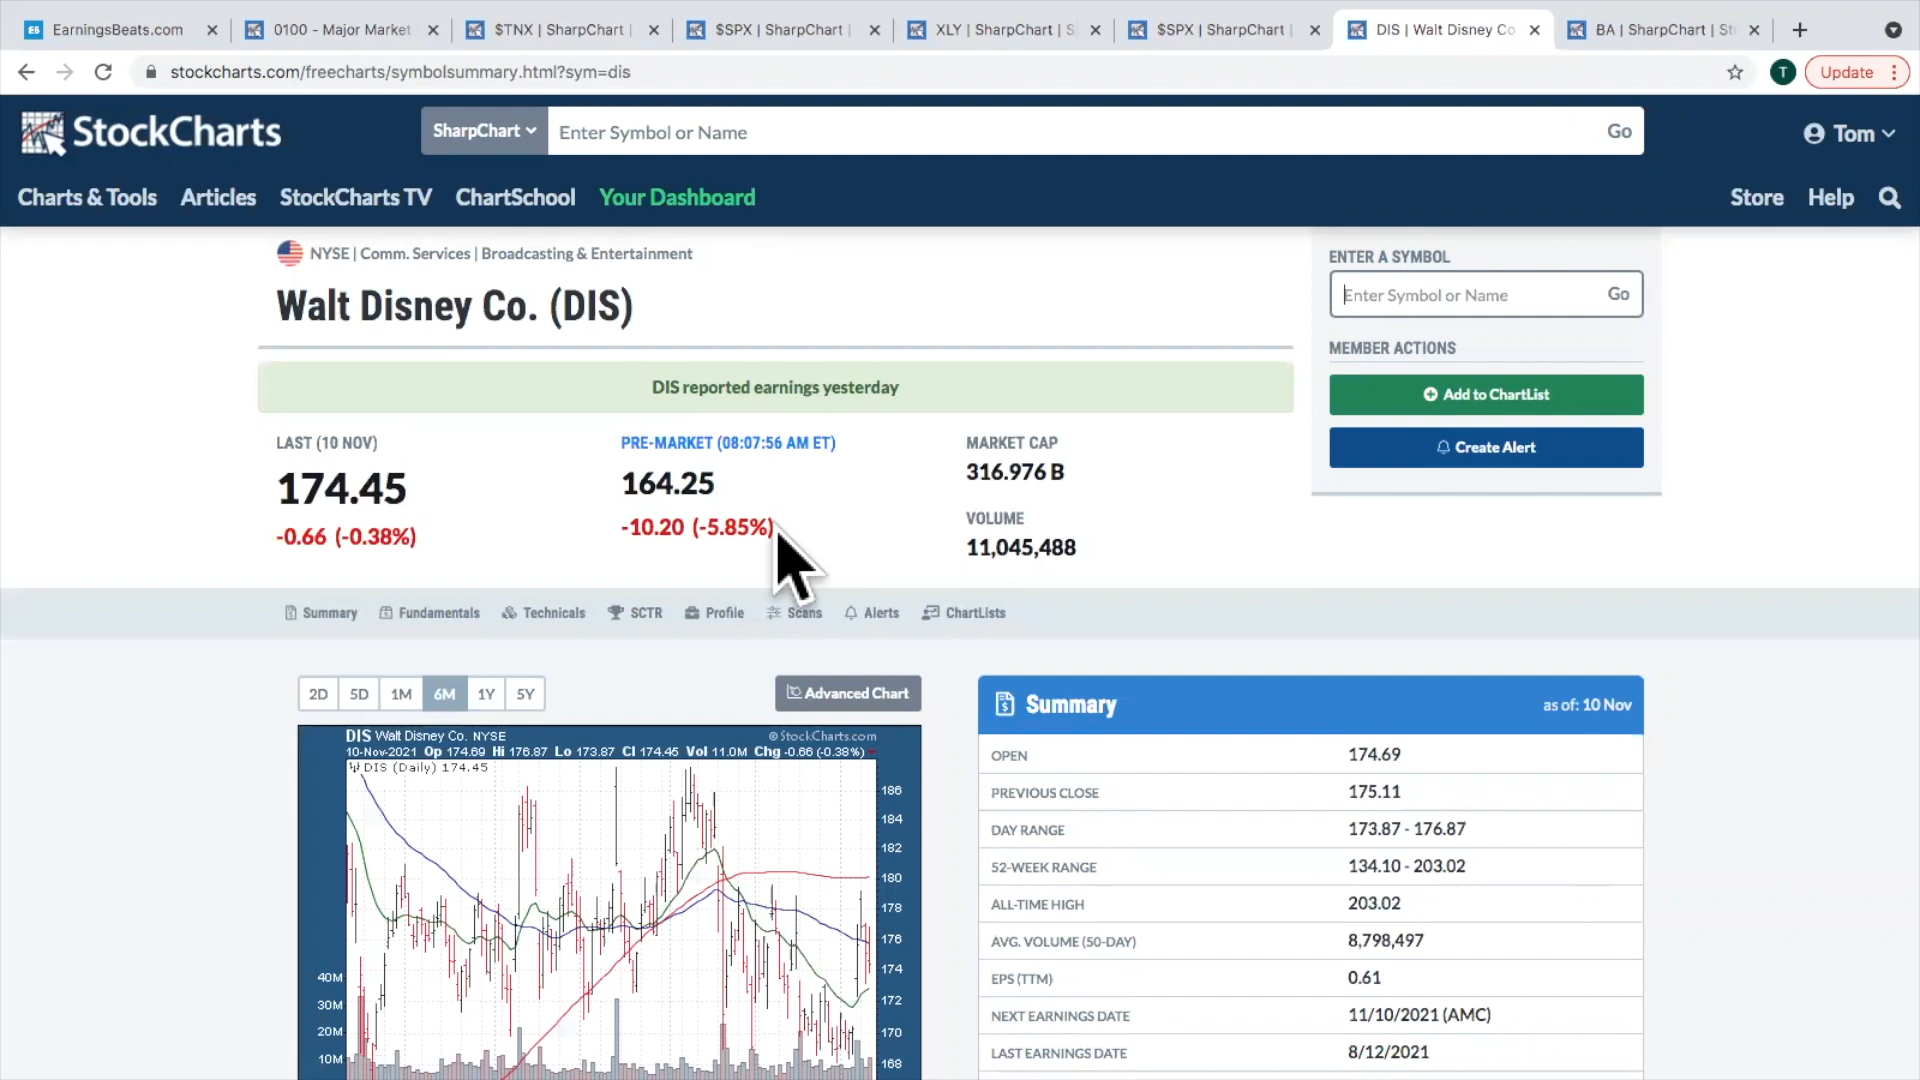 EB EarningsBeats.com
0100 - Major Market
$TNX | SharpChart |
$SPX | SharpChart |
XLY | SharpChart | S
$SPX | SharpChart |
DIS | Walt Disney Co
BA | SharpChart | St
stockcharts.com/freecharts/symbolsummary.html?sym=dis
T
Update
StockCharts
SharpChart
Enter Symbol or Name
Go
Tom
Charts & Tools
Articles
StockCharts TV
ChartSchool
Your Dashboard
Store
Help
NYSE | Comm. Services | Broadcasting & Entertainment
Walt Disney Co. (DIS)
DIS reported earnings yesterday
LAST (10 NOV)
174.45
-0.66 (-0.38%)
PRE-MARKET (08:07:56 AM ET)
164.25
-10.20 (-5.85%)
MARKET CAP
316.976 B
VOLUME
11,045,488
ENTER A SYMBOL
Enter Symbol or Name
Go
MEMBER ACTIONS
Add to ChartList
Create Alert
Summary
Fundamentals
Technicals
SCTR
Profile
Scans
Alerts
ChartLists
2D 5D 1M 6M 1Y 5Y
Advanced Chart
DIS Walt Disney Co. NYSE
@StockCharts.com
10-Nov-2021 Op 174.69 Hi 176.87 Lo 173.87 Cl 174.45 Vol 11.0M Chg -0.66 (-0.38%)
DIS (Daily) 174.45
186
184
182
180
178
176
174
172
170
168
40M
30M
20M
10M
Summary
as of: 10 Nov
OPEN 174.69
PREVIOUS CLOSE 175.11
DAY RANGE 173.87 - 176.87
52-WEEK RANGE 134.10 - 203.02
ALL-TIME HIGH 203.02
AVG. VOLUME (50-DAY) 8,798,497
EPS (TTM) 0.61
NEXT EARNINGS DATE 11/10/2021 (AMC)
LAST EARNINGS DATE 8/12/2021